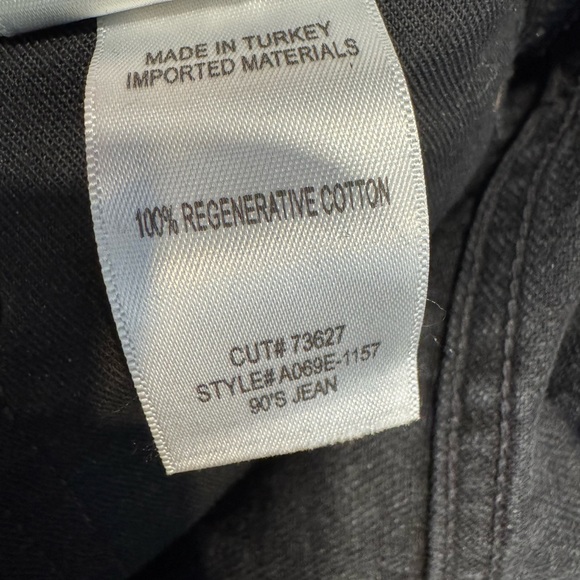 MADE IN TURKEY
IMPORTED MATERIALS
100% REGENERATIVE COTTON
CUT# 73627
STYLE# A069E-1157
90'S JEAN